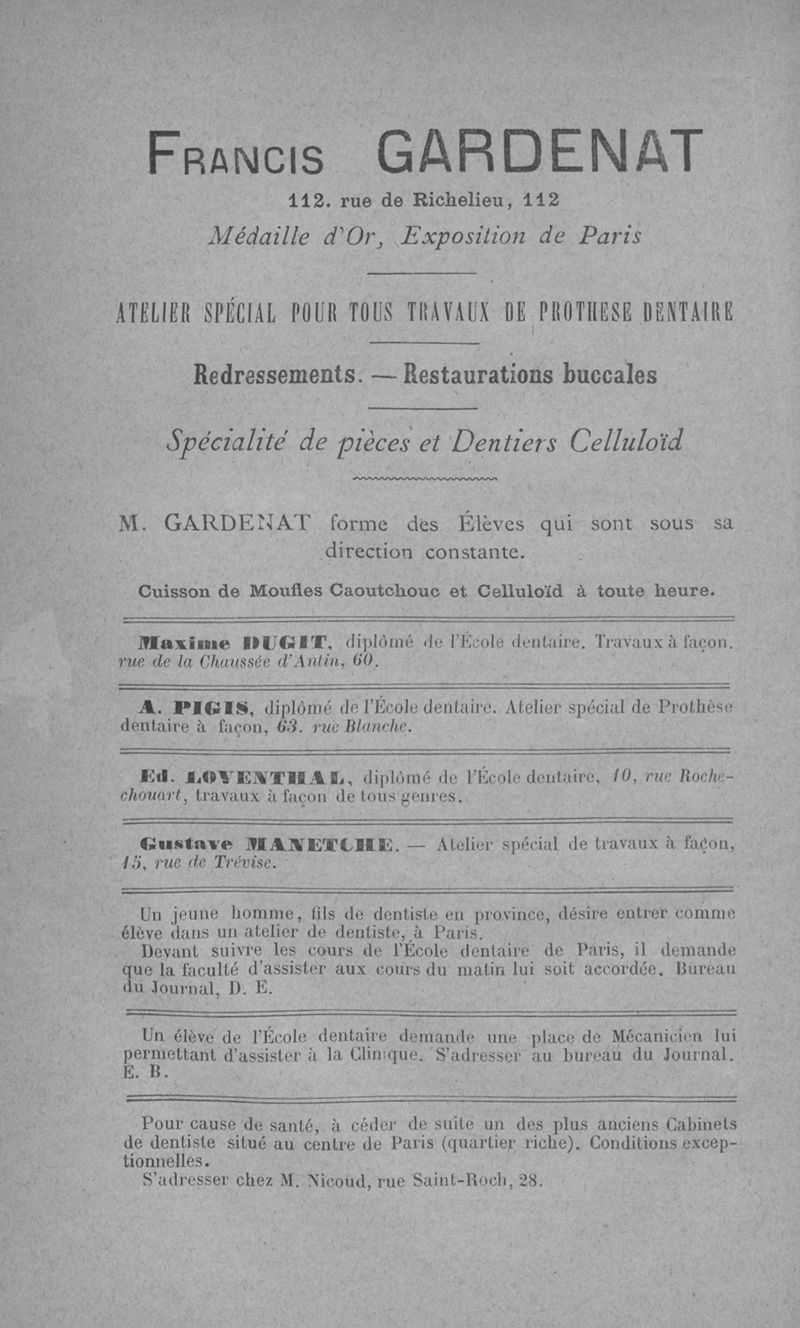 FRANCIS GARDENAT
112. rue de Richelieu, 112
Médaille d'Or, Exposition de Paris
ATELIER SPÉCIAL POUR TOUS TRAVAUX DE PROTHESE DENTAIRE
Redressements. — Restaurations buccales
Spécialité de pièces et Dentiers Celluloïd
M. GARDENAT forme des Élèves qui sont sous sa
direction constante.
Cuisson de Moufles Caoutchouc et Celluloïd à toute heure.
Maxime DUGIT, diplômé de l'École dentaire. Travaux à façon.
rue de la Chaussée d'Antin, 60.
A. PIGIS, diplômé de l'École dentaire. Atelier spécial de Prothèse
dentaire à façon, 63. rue Blanche.
Ed. LOVENTHAL, diplômé de l'École dentaire, 10, rue Roche-
chouart, travaux à façon de tous genres.
Gustave MANETCHE. — Atelier spécial de travaux à façon,
15, rue de Trévise.
Un jeune homme, fils de dentiste en province, désire entrer comme
élève dans un atelier de dentiste, à Paris.
Devant suivre les cours de l'École dentaire de Paris, il demande
que la faculté d'assister aux cours du matin lui soit accordée. Bureau
du Journal, D. E.
Un élève de l'École dentaire demande une place de Mécanicien lui
permettant d'assister à la Clinique. S'adresser au bureau du Journal.
E. B.
Pour cause de santé, à céder de suite un des plus anciens Cabinets
de dentiste situé au centre de Paris (quartier riche). Conditions excep-
tionnelles.
S'adresser chez M. Nicoud, rue Saint-Roch, 28.